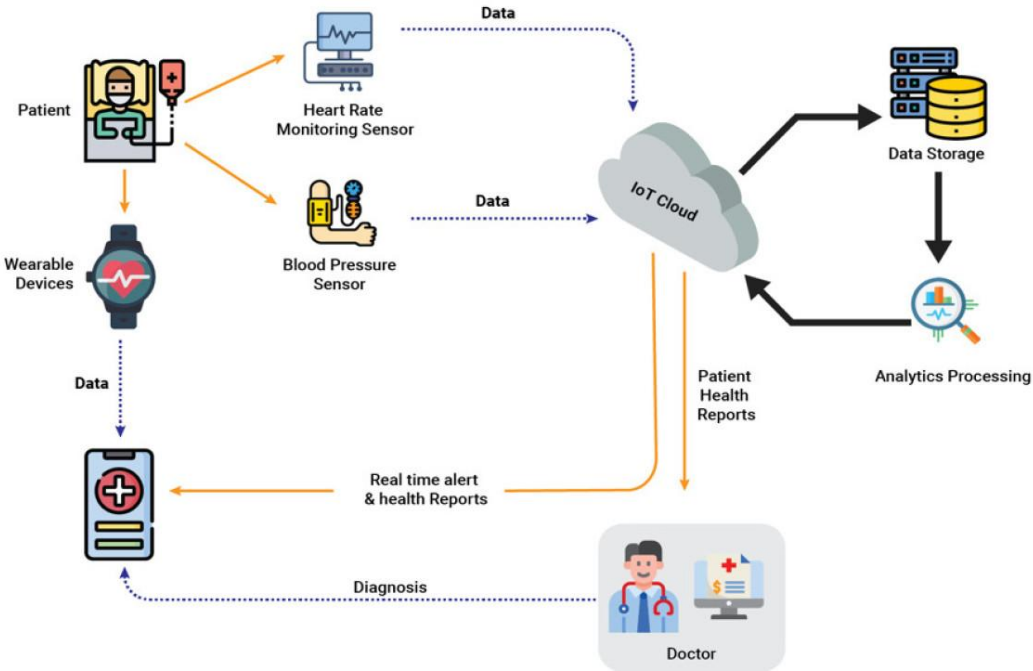 Data
Patient
Heart Rate
Monitoring Sensor
IoT Cloud
Data Storage
Data
Wearable
Devices
Blood Pressure
Sensor
Data
Patient
Health
Reports
Analytics Processing
Real time alert
& health Reports
$
Diagnosis
Doctor